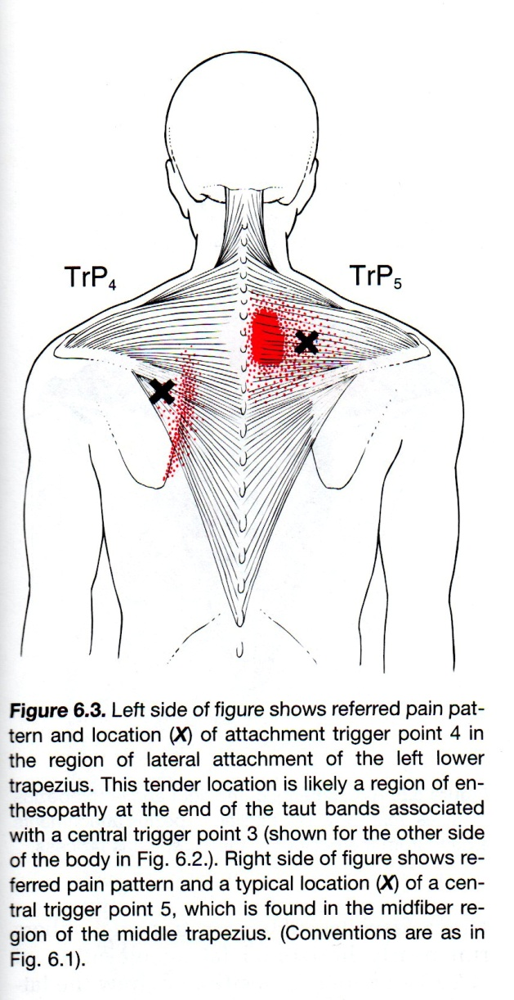 TrP4
TrP5
Figure 6.3. Left side of figure shows referred pain pat-
tern and location (X) of attachment trigger point 4 in
the region of lateral attachment of the left lower
trapezius. This tender location is likely a region of en-
thesopathy at the end of the taut bands associated
with a central trigger point 3 (shown for the other side
of the body in Fig. 6.2.). Right side of figure shows re-
ferred pain pattern and a typical location (X) of a cen-
tral trigger point 5, which is found in the midfiber re-
gion of the middle trapezius. (Conventions are as in
Fig. 6.1).